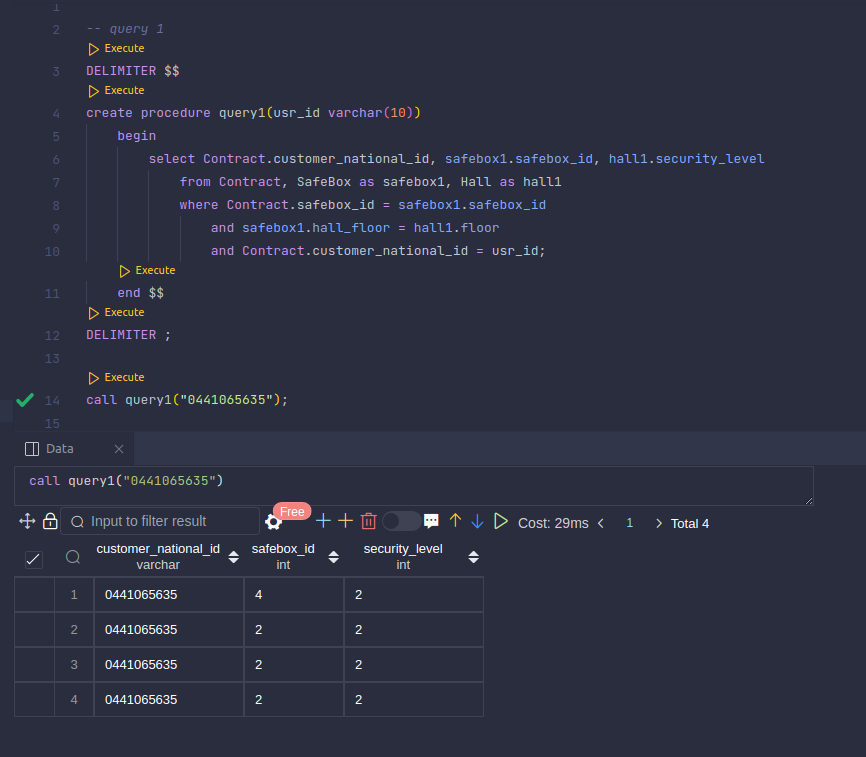 1
2 -- query 1
Execute
3 DELIMITER $$
Execute
4 create procedure query1(usr_id varchar(10))
5 begin
6 select Contract.customer_national_id, safebox1.safebox_id, hall1.security_level
7 from Contract, SafeBox as safebox1, Hall as hall1
8 where Contract.safebox_id = safebox1.safebox_id
9 and safebox1.hall_floor = hall1.floor
10 and Contract.customer_national_id = usr_id;
Execute
11 end $$
Execute
12 DELIMITER ;
13
Execute
14 call query1("0441065635");
15
Data
call query1("0441065635")
Input to filter result Free Cost: 29ms 1 Total 4
customer_national_id safebox_id security_level
varchar int int
1 0441065635 4 2
2 0441065635 2 2
3 0441065635 2 2
4 0441065635 2 2